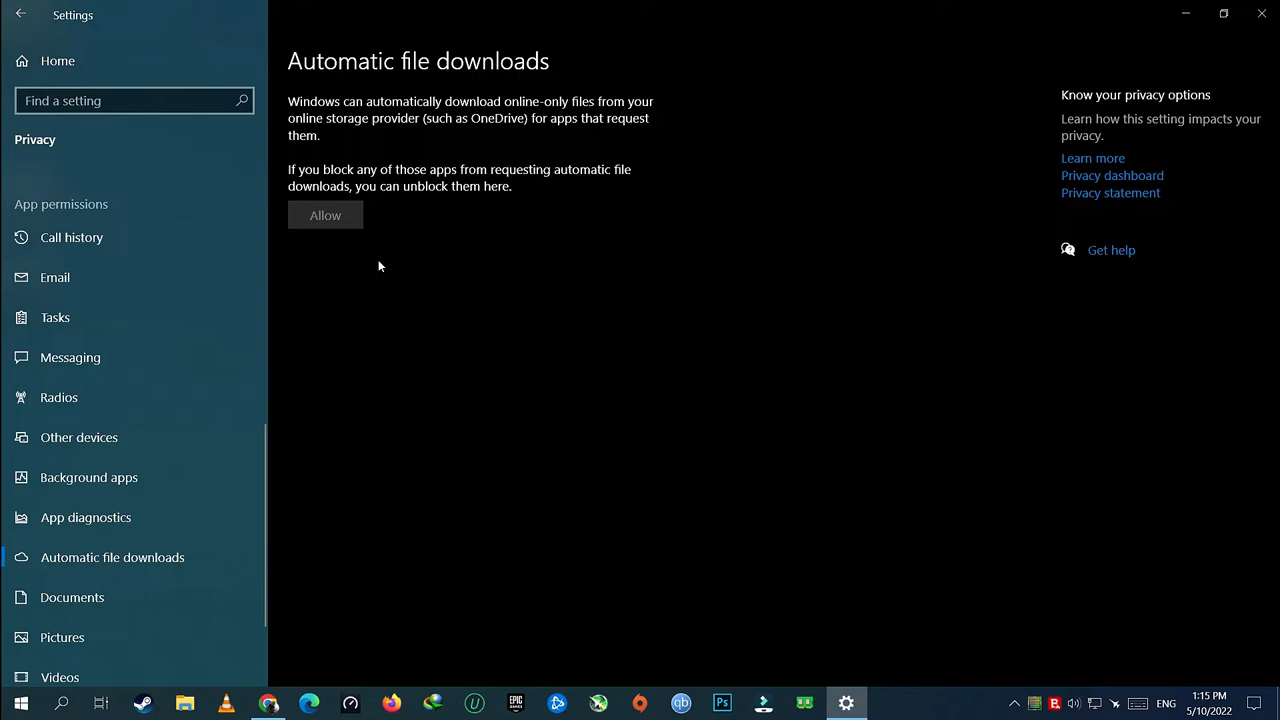 Settings
Home
Find a setting
Privacy
App permissions
Call history
Email
Tasks
Messaging
Radios
Other devices
Background apps
App diagnostics
Automatic file downloads
Documents
Pictures
Videos
Automatic file downloads
Windows can automatically download online-only files from your
online storage provider (such as OneDrive) for apps that request
them.
If you block any of those apps from requesting automatic file
downloads, you can unblock them here.
Allow
Know your privacy options
Learn how this setting impacts your
privacy.
Learn more
Privacy dashboard
Privacy statement
Get help
EPIC
GAMES
qb
Ps
ENG
1:15 PM
5/10/2022